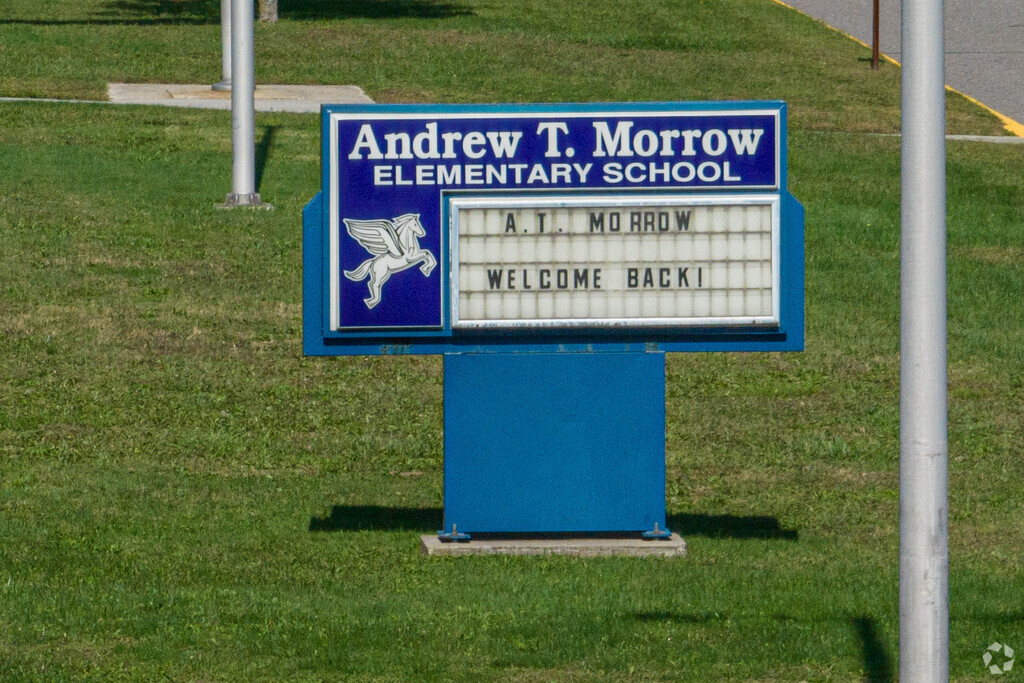 Andrew T. Morrow
ELEMENTARY SCHOOL
A.T. MORROW
WELCOME BACK!